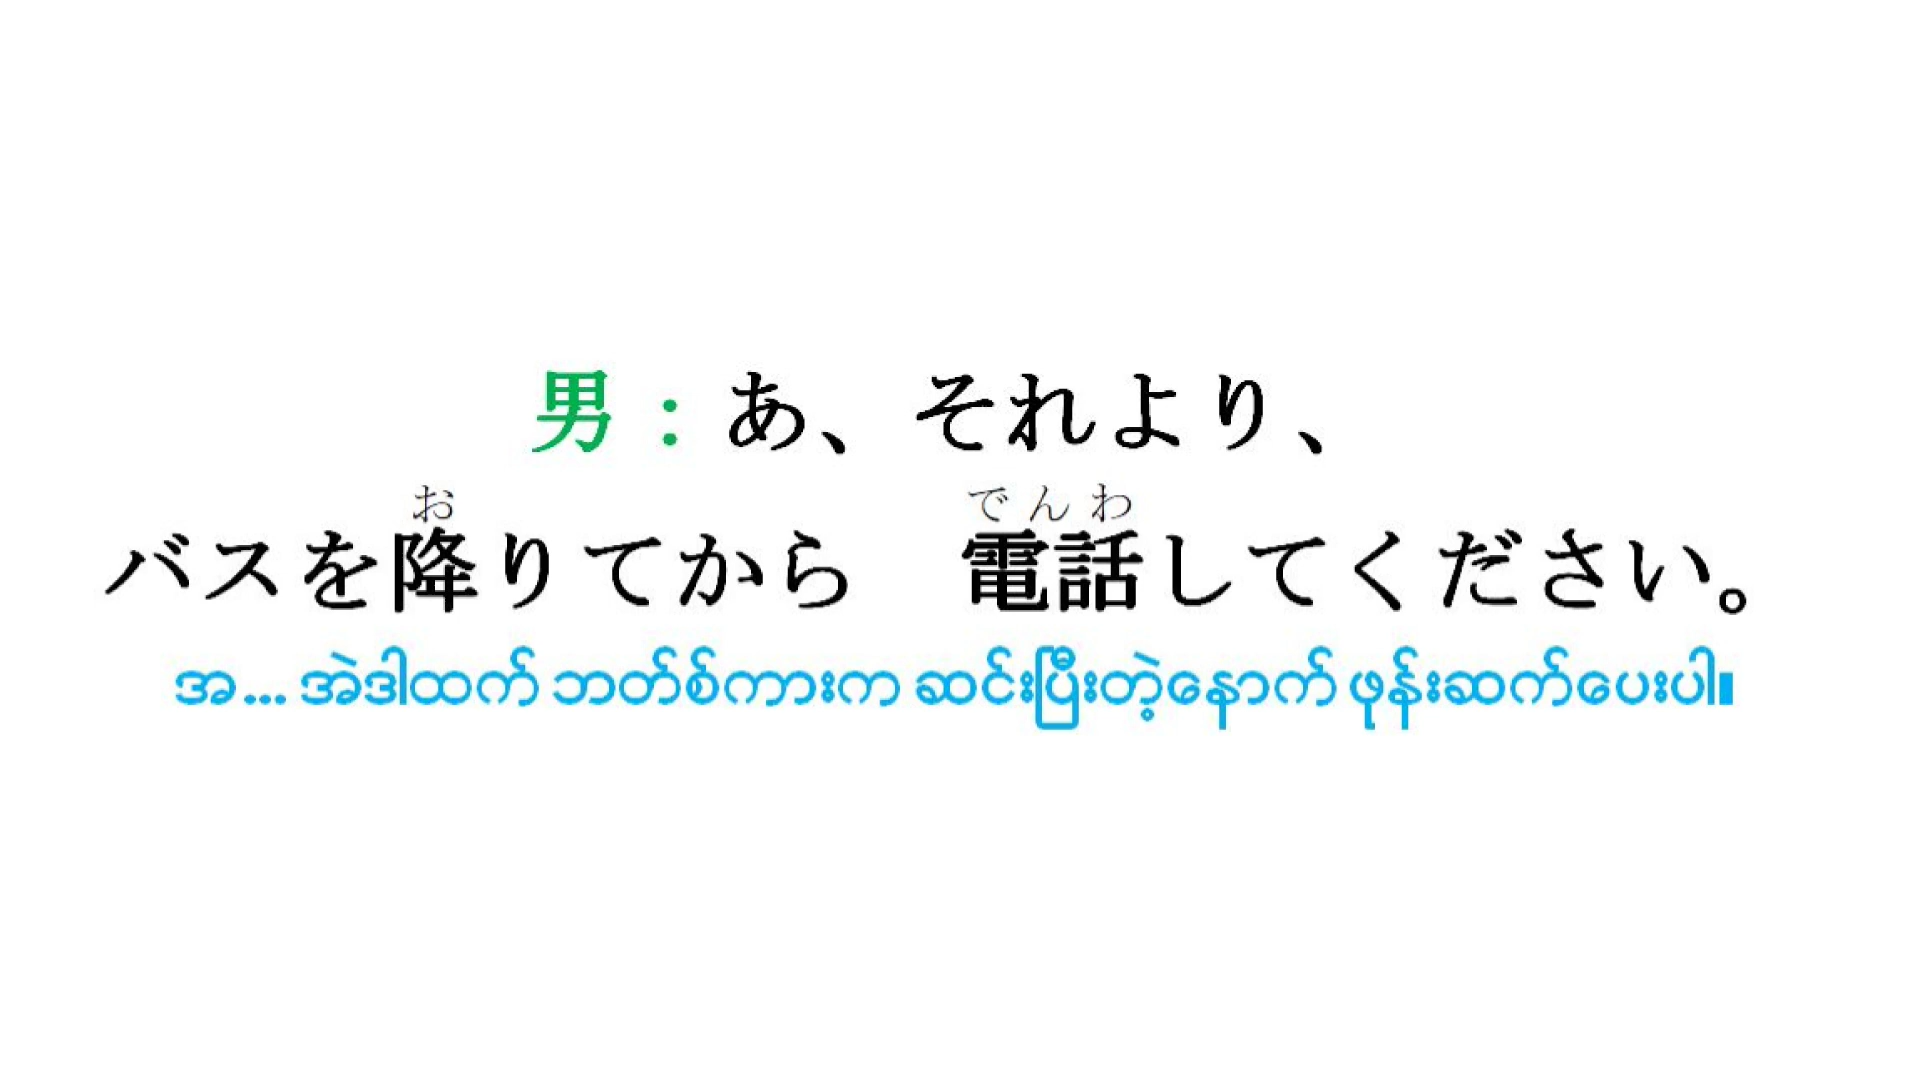 男：あ、それより、
お でんわ
バスを降りてから　電話してください。
အ... အဲဒါထက် ဘတ်စ်ကားက ဆင်းပြီးတဲ့နောက် ဖုန်းဆက်ပေးပါ။